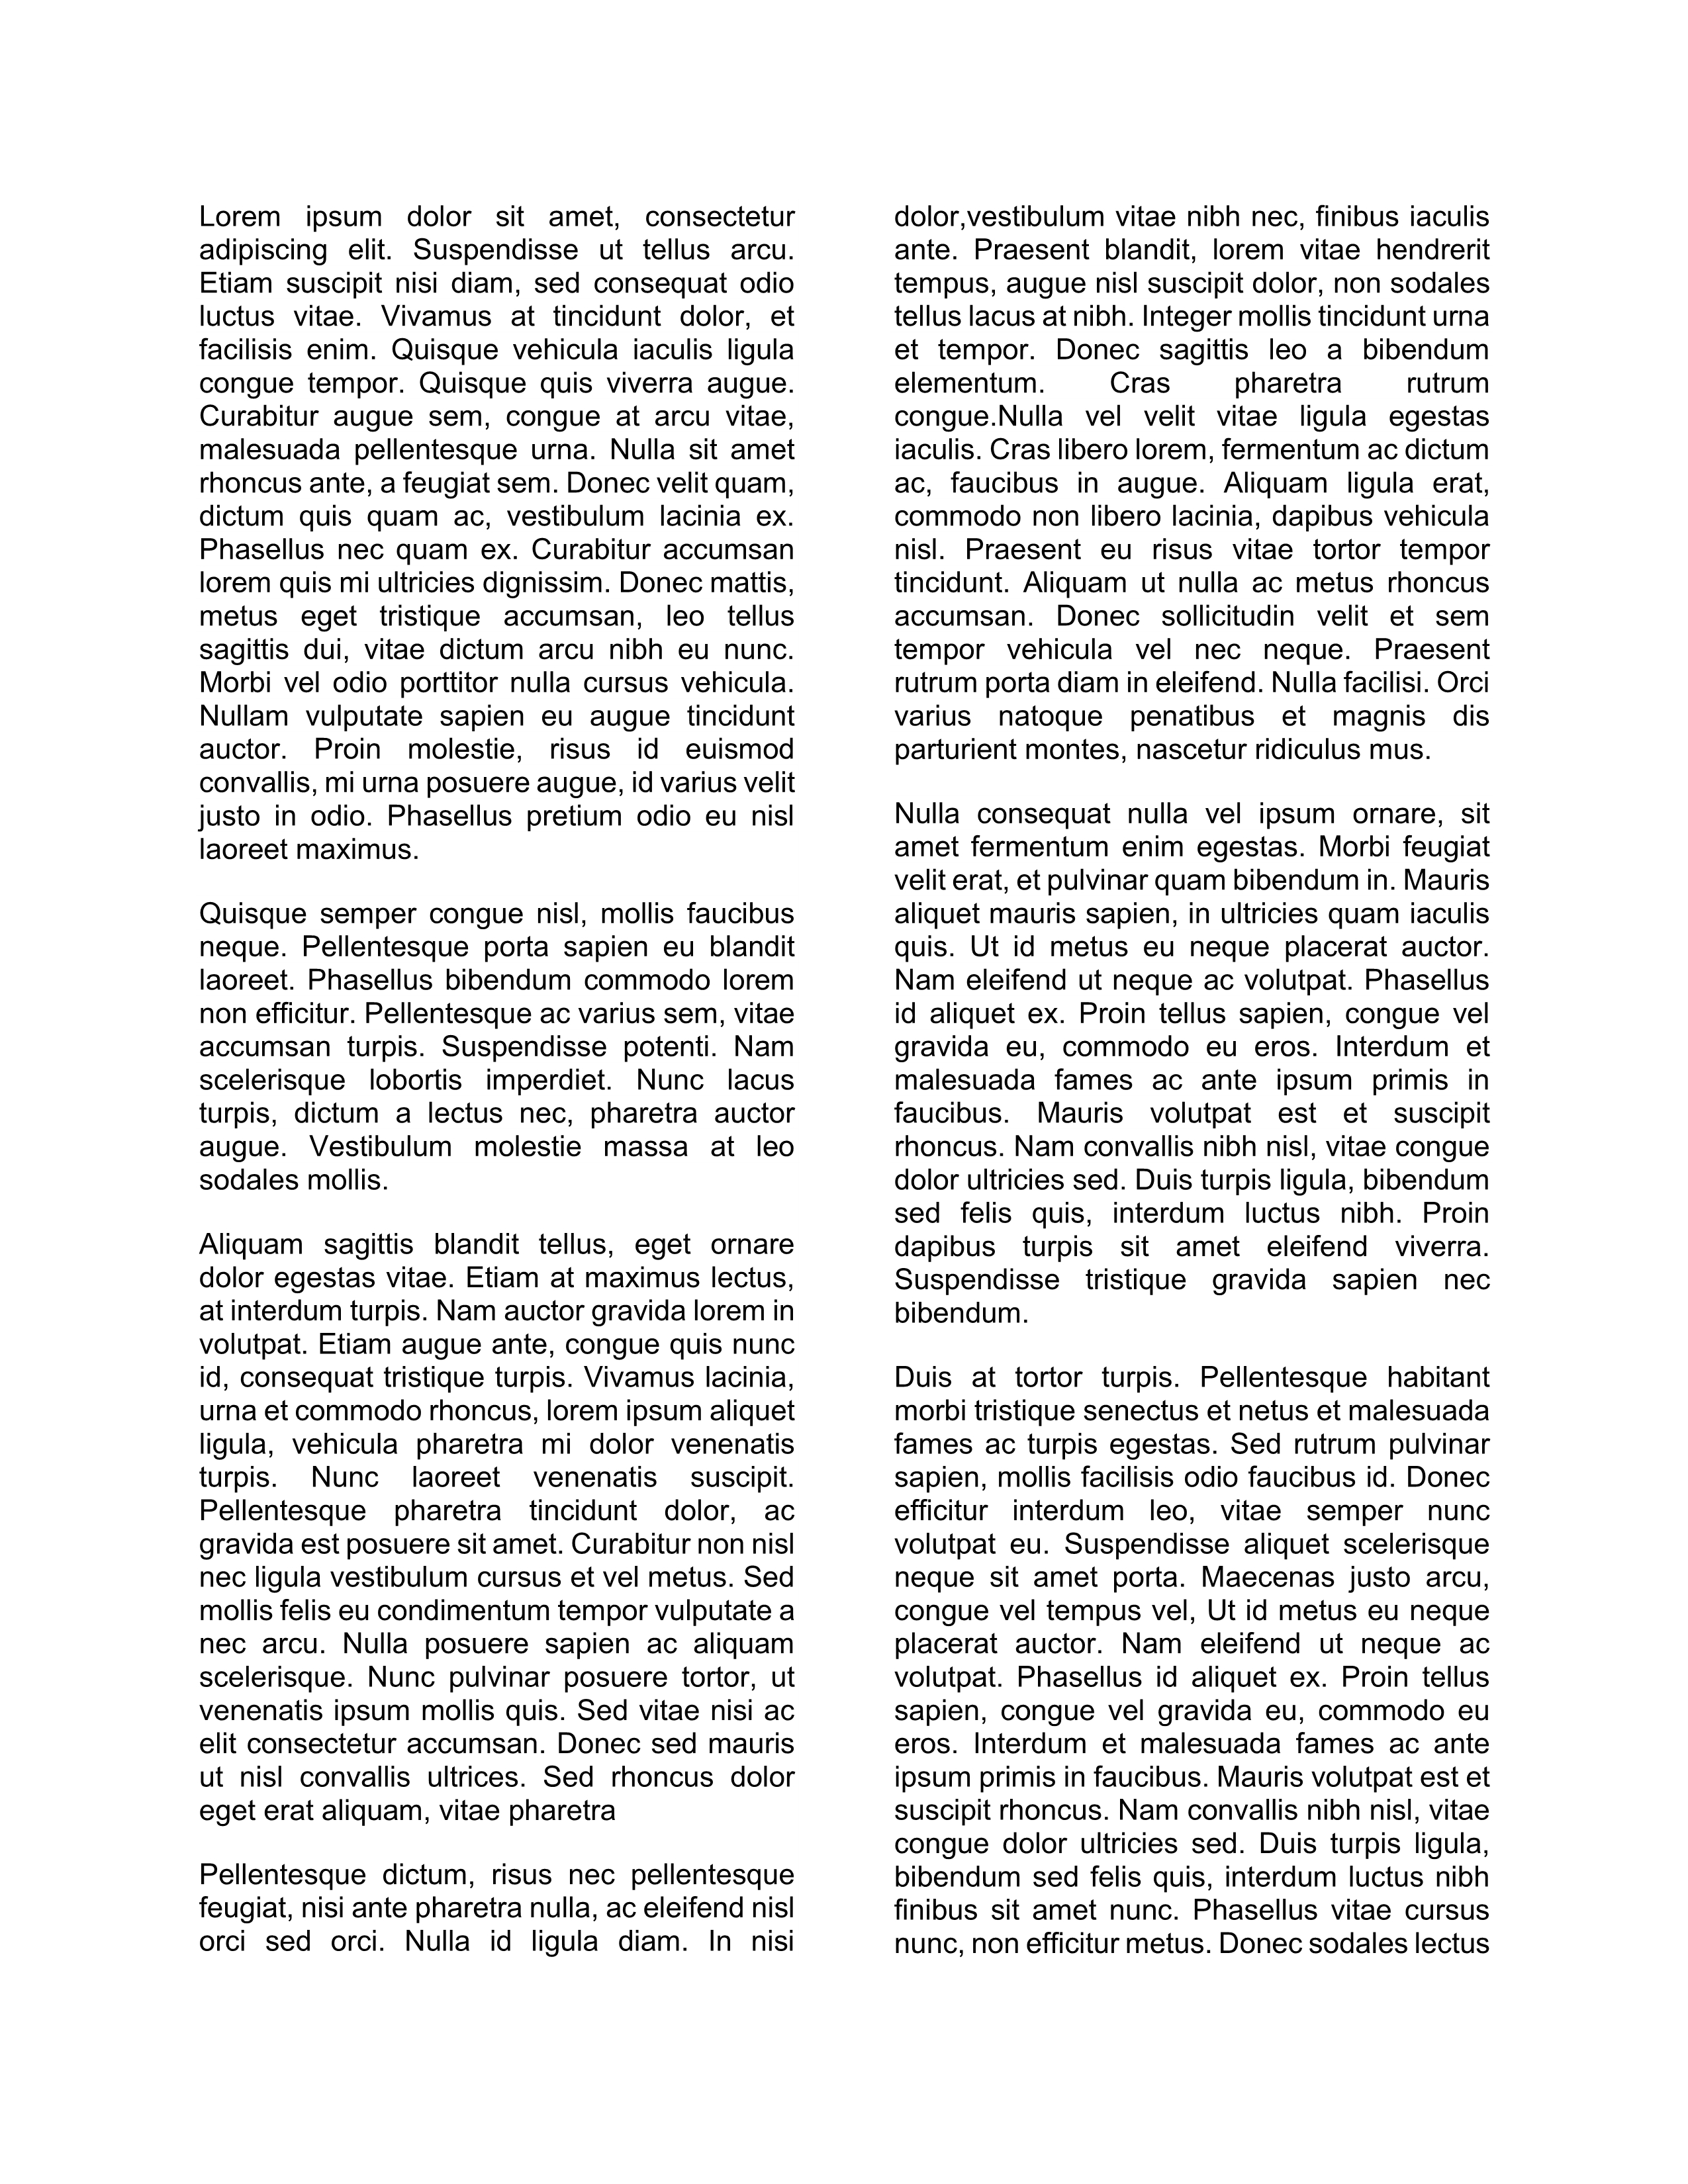 Lorem ipsum dolor sit amet, consectetur
adipiscing elit. Suspendisse ut tellus arcu.
Etiam suscipit nisi diam, sed consequat odio
luctus vitae. Vivamus at tincidunt dolor, et
facilisis enim. Quisque vehicula iaculis ligula
congue tempor. Quisque quis viverra augue.
Curabitur augue sem, congue at arcu vitae,
malesuada pellentesque urna. Nulla sit amet
rhoncus ante, a feugiat sem. Donec velit quam,
dictum quis quam ac, vestibulum lacinia ex.
Phasellus nec quam ex. Curabitur accumsan
lorem quis mi ultricies dignissim. Donec mattis,
metus eget tristique accumsan, leo tellus
sagittis dui, vitae dictum arcu nibh eu nunc.
Morbi vel odio porttitor nulla cursus vehicula.
Nullam vulputate sapien eu augue tincidunt
auctor. Proin molestie, risus id euismod
convallis, mi urna posuere augue, id varius velit
justo in odio. Phasellus pretium odio eu nisl
laoreet maximus.
Quisque semper congue nisl, mollis faucibus
neque. Pellentesque porta sapien eu blandit
laoreet. Phasellus bibendum commodo lorem
non efficitur. Pellentesque ac varius sem, vitae
accumsan turpis. Suspendisse potenti. Nam
scelerisque lobortis imperdiet. Nunc lacus
turpis, dictum a lectus nec, pharetra auctor
augue. Vestibulum molestie massa at leo
sodales mollis.
Aliquam sagittis blandit tellus, eget ornare
dolor egestas vitae. Etiam at maximus lectus,
at interdum turpis. Nam auctor gravida lorem in
volutpat. Etiam augue ante, congue quis nunc
id, consequat tristique turpis. Vivamus lacinia,
urna et commodo rhoncus, lorem ipsum aliquet
ligula, vehicula pharetra mi dolor venenatis
turpis. Nunc laoreet venenatis suscipit.
Pellentesque pharetra tincidunt dolor, ac
gravida est posuere sit amet. Curabitur non nisl
nec ligula vestibulum cursus et vel metus. Sed
mollis felis eu condimentum tempor vulputate a
nec arcu. Nulla posuere sapien ac aliquam
scelerisque. Nunc pulvinar posuere tortor, ut
venenatis ipsum mollis quis. Sed vitae nisi ac
elit consectetur accumsan. Donec sed mauris
ut nisl convallis ultrices. Sed rhoncus dolor
eget erat aliquam, vitae pharetra
Pellentesque dictum, risus nec pellentesque
feugiat, nisi ante pharetra nulla, ac eleifend nisl
orci sed orci. Nulla id ligula diam. In nisi
dolor,vestibulum vitae nibh nec, finibus iaculis
ante. Praesent blandit, lorem vitae hendrerit
tempus, augue nisl suscipit dolor, non sodales
tellus lacus at nibh. Integer mollis tincidunt urna
et tempor. Donec sagittis leo a bibendum
elementum. Cras pharetra rutrum
congue.Nulla vel velit vitae ligula egestas
iaculis. Cras libero lorem, fermentum ac dictum
ac, faucibus in augue. Aliquam ligula erat,
commodo non libero lacinia, dapibus vehicula
nisl. Praesent eu risus vitae tortor tempor
tincidunt. Aliquam ut nulla ac metus rhoncus
accumsan. Donec sollicitudin velit et sem
tempor vehicula vel nec neque. Praesent
rutrum porta diam in eleifend. Nulla facilisi. Orci
varius natoque penatibus et magnis dis
parturient montes, nascetur ridiculus mus.
Nulla consequat nulla vel ipsum ornare, sit
amet fermentum enim egestas. Morbi feugiat
velit erat, et pulvinar quam bibendum in. Mauris
aliquet mauris sapien, in ultricies quam iaculis
quis. Ut id metus eu neque placerat auctor.
Nam eleifend ut neque ac volutpat. Phasellus
id aliquet ex. Proin tellus sapien, congue vel
gravida eu, commodo eu eros. Interdum et
malesuada fames ac ante ipsum primis in
faucibus. Mauris volutpat est et suscipit
rhoncus. Nam convallis nibh nisl, vitae congue
dolor ultricies sed. Duis turpis ligula, bibendum
sed felis quis, interdum luctus nibh. Proin
dapibus turpis sit amet eleifend viverra.
Suspendisse tristique gravida sapien nec
bibendum.
Duis at tortor turpis. Pellentesque habitant
morbi tristique senectus et netus et malesuada
fames ac turpis egestas. Sed rutrum pulvinar
sapien, mollis facilisis odio faucibus id. Donec
efficitur interdum leo, vitae semper nunc
volutpat eu. Suspendisse aliquet scelerisque
neque sit amet porta. Maecenas justo arcu,
congue vel tempus vel, Ut id metus eu neque
placerat auctor. Nam eleifend ut neque ac
volutpat. Phasellus id aliquet ex. Proin tellus
sapien, congue vel gravida eu, commodo eu
eros. Interdum et malesuada fames ac ante
ipsum primis in faucibus. Mauris volutpat est et
suscipit rhoncus. Nam convallis nibh nisl, vitae
congue dolor ultricies sed. Duis turpis ligula,
bibendum sed felis quis, interdum luctus nibh
finibus sit amet nunc. Phasellus vitae cursus
nunc, non efficitur metus. Donec sodales lectus